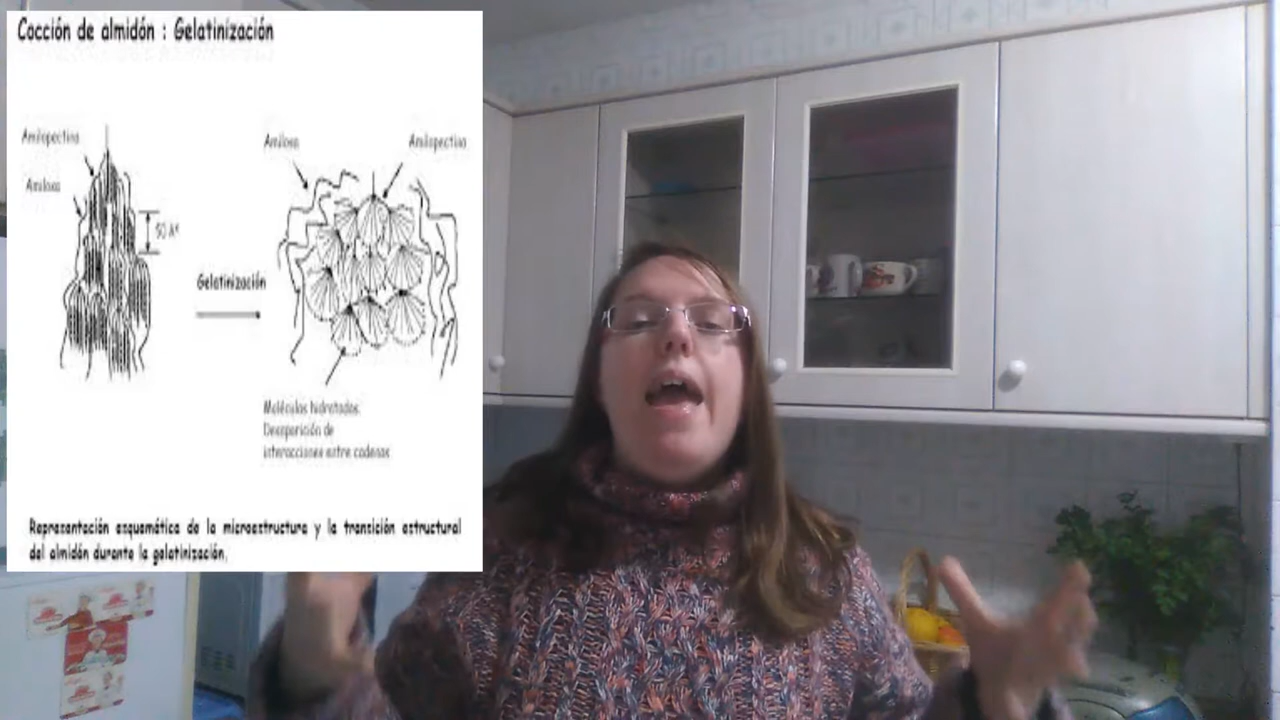 Cocción de almidón : Gelatinización
Amilopectina
Amilosa
50 Aº
Gelatinización
Amilosa
Amilopectina
Moléculas hidratadas.
Desaparición de
interacciones entre cadenas
Representación esquemática de la microestructura y la transición estructural
del almidón durante la gelatinización.